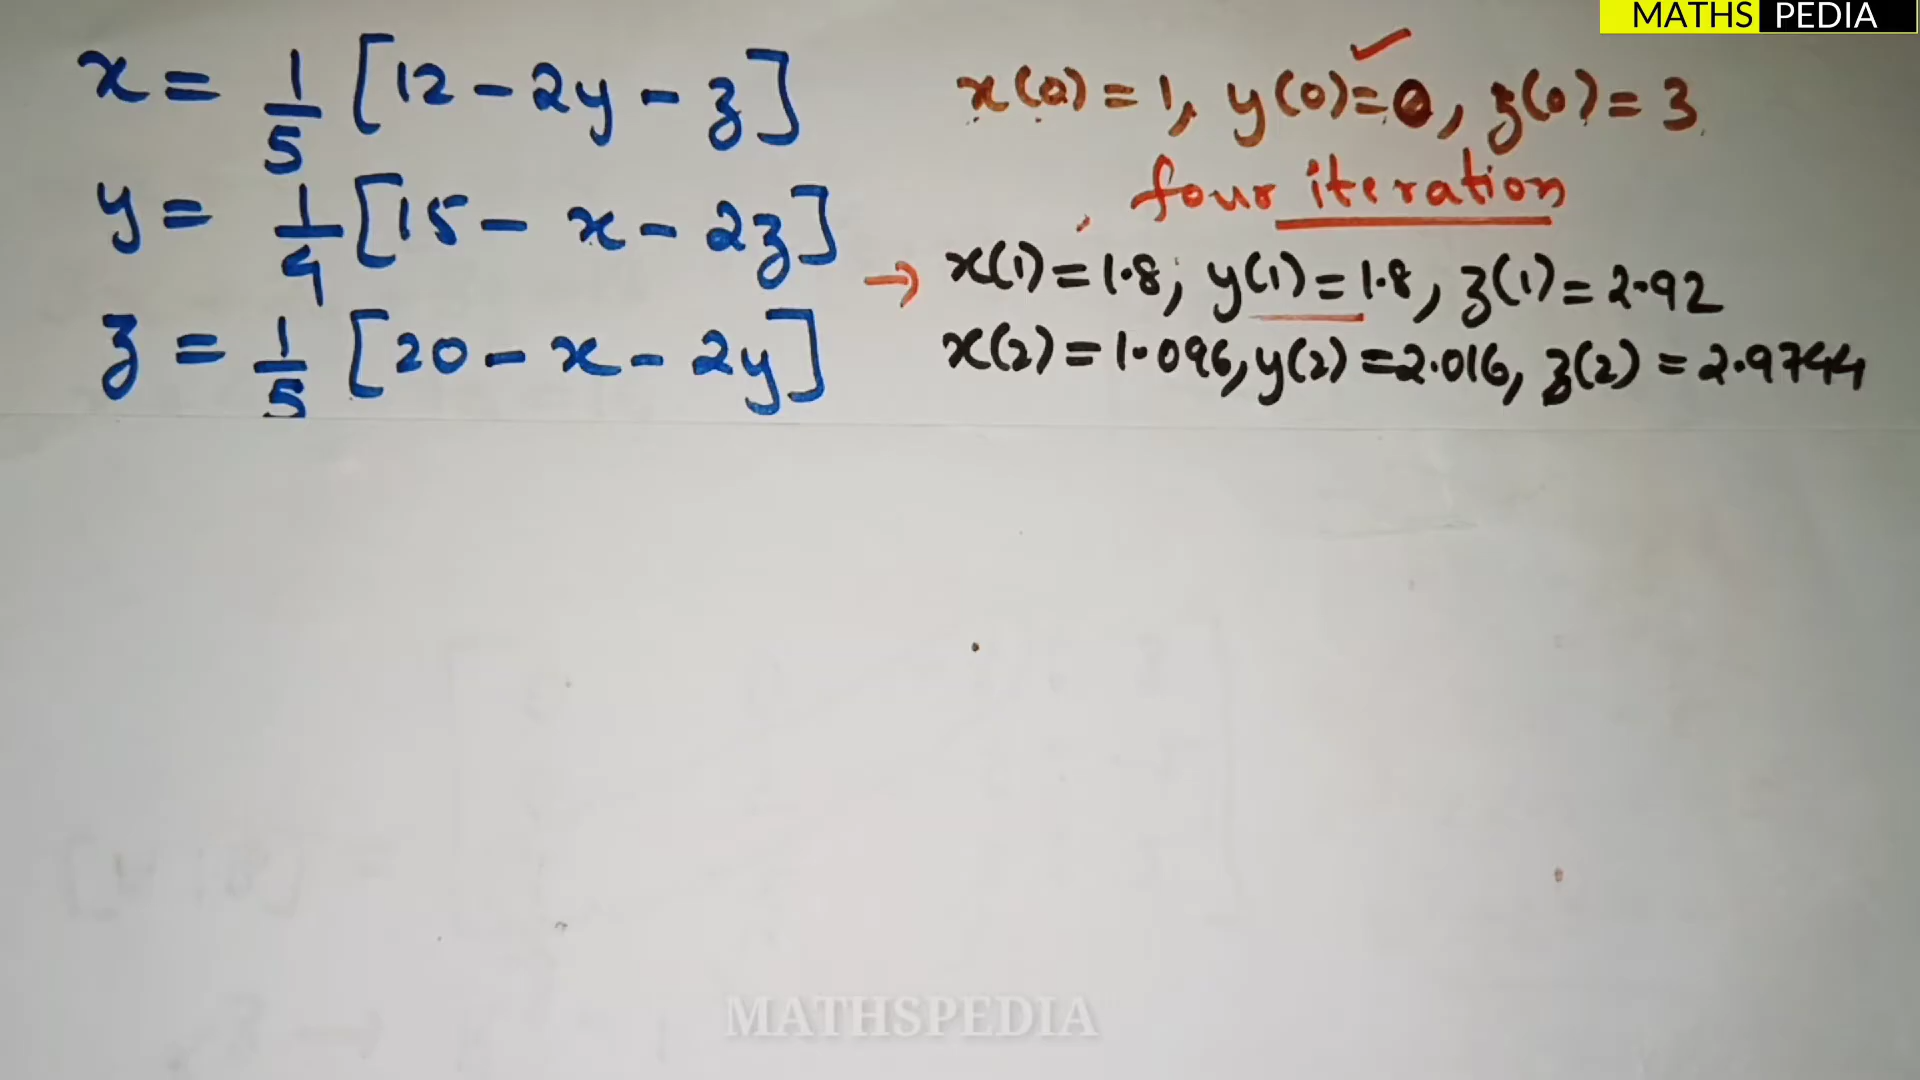 MATHS PEDIA
x = 1/5 [12 - 2y - z]
y = 1/4 [15 - x - 2z]
z = 1/5 [20 - x - 2y]
x(0) = 1, y(0) = 0, z(0) = 3
four iteration
→ x(1) = 1.8, y(1) = 1.8, z(1) = 2.92
x(2) = 1.096, y(2) = 2.016, z(2) = 2.9744
MATHSPEDIA